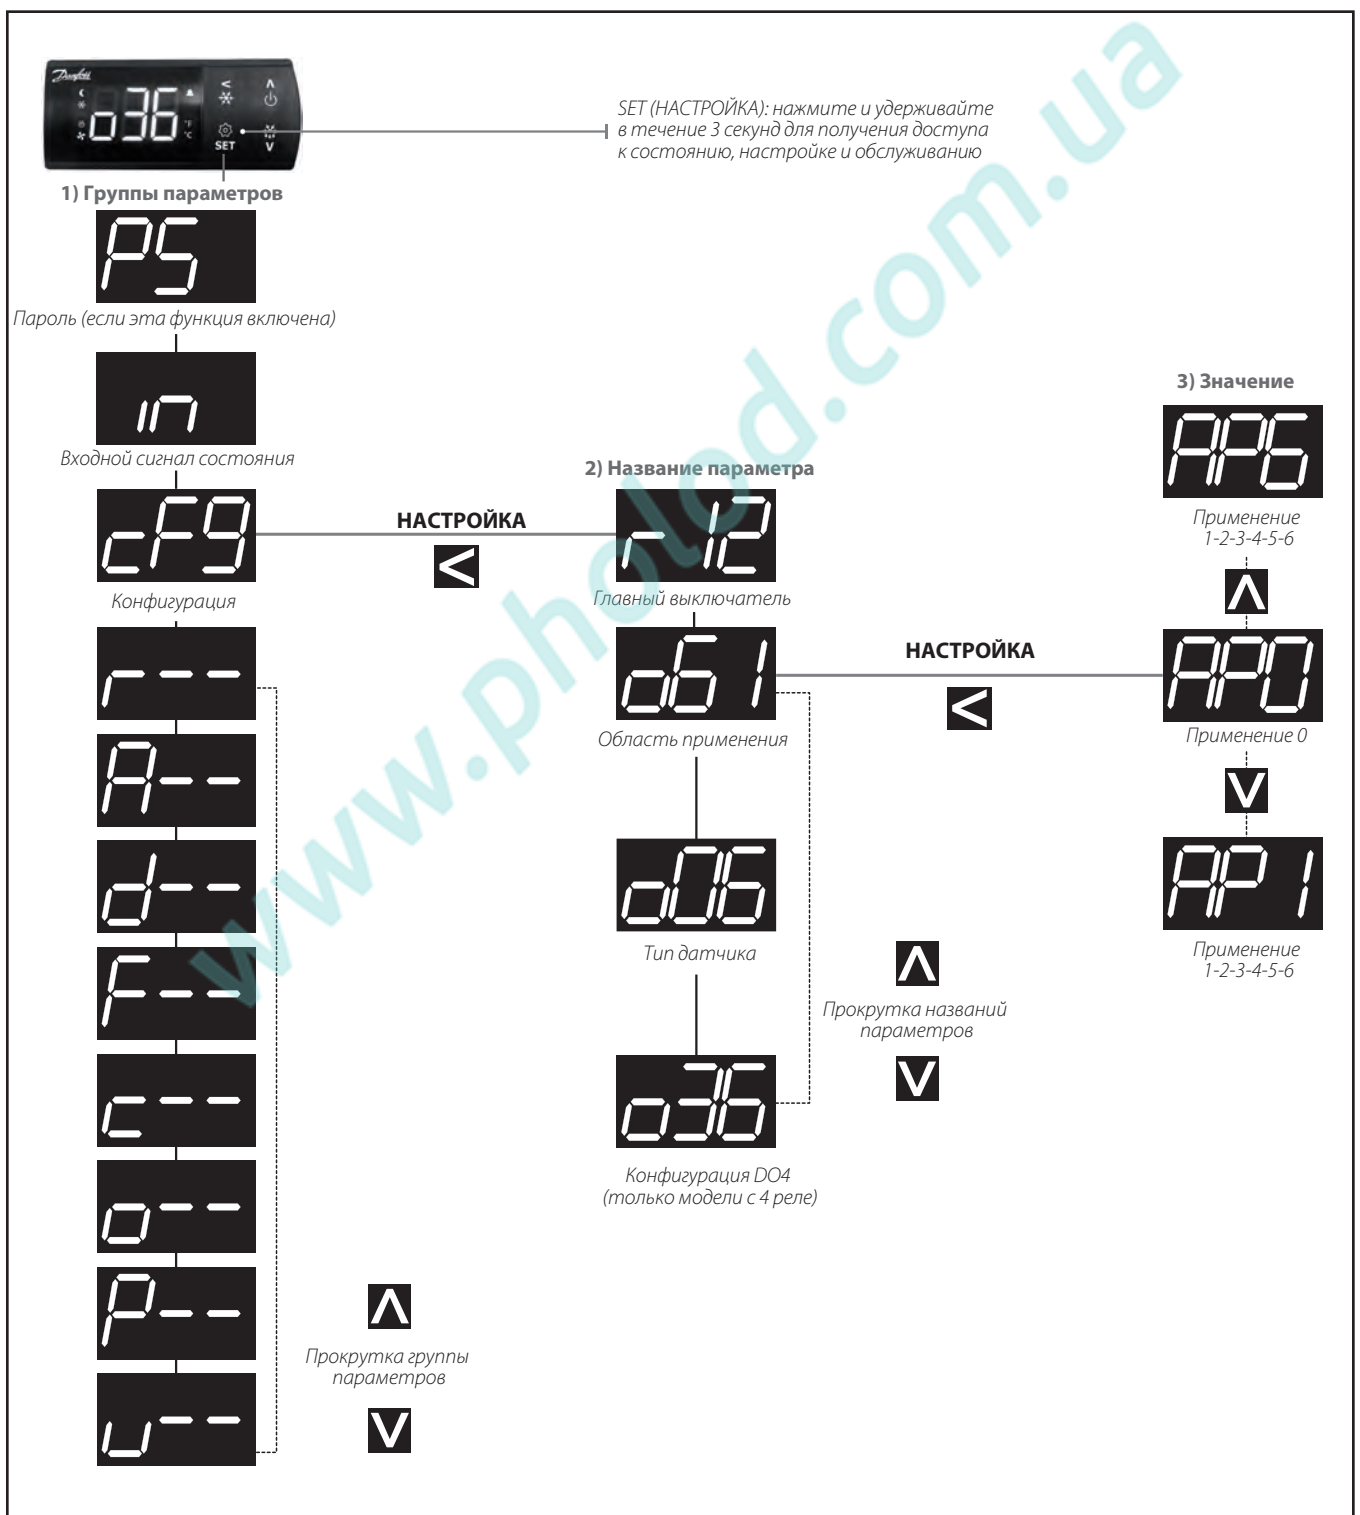 Danfoss
o36
°F
°C
SET
SET (НАСТРОЙКА): нажмите и удерживайте
в течение 3 секунд для получения доступа
к состоянию, настройке и обслуживанию
1) Группы параметров
PS
Пароль (если эта функция включена)
in
Входной сигнал состояния
cFg
Конфигурация
r--
A--
d--
F--
c--
o--
P--
u--
НАСТРОЙКА
<
Прокрутка группы
параметров
2) Название параметра
r12
Главный выключатель
o61
Область применения
o06
Тип датчика
o36
Конфигурация DO4
(только модели с 4 реле)
Прокрутка названий
параметров
НАСТРОЙКА
<
3) Значение
AP6
Применение
1-2-3-4-5-6
AP0
Применение 0
AP1
Применение
1-2-3-4-5-6
www.pholod.com.ua